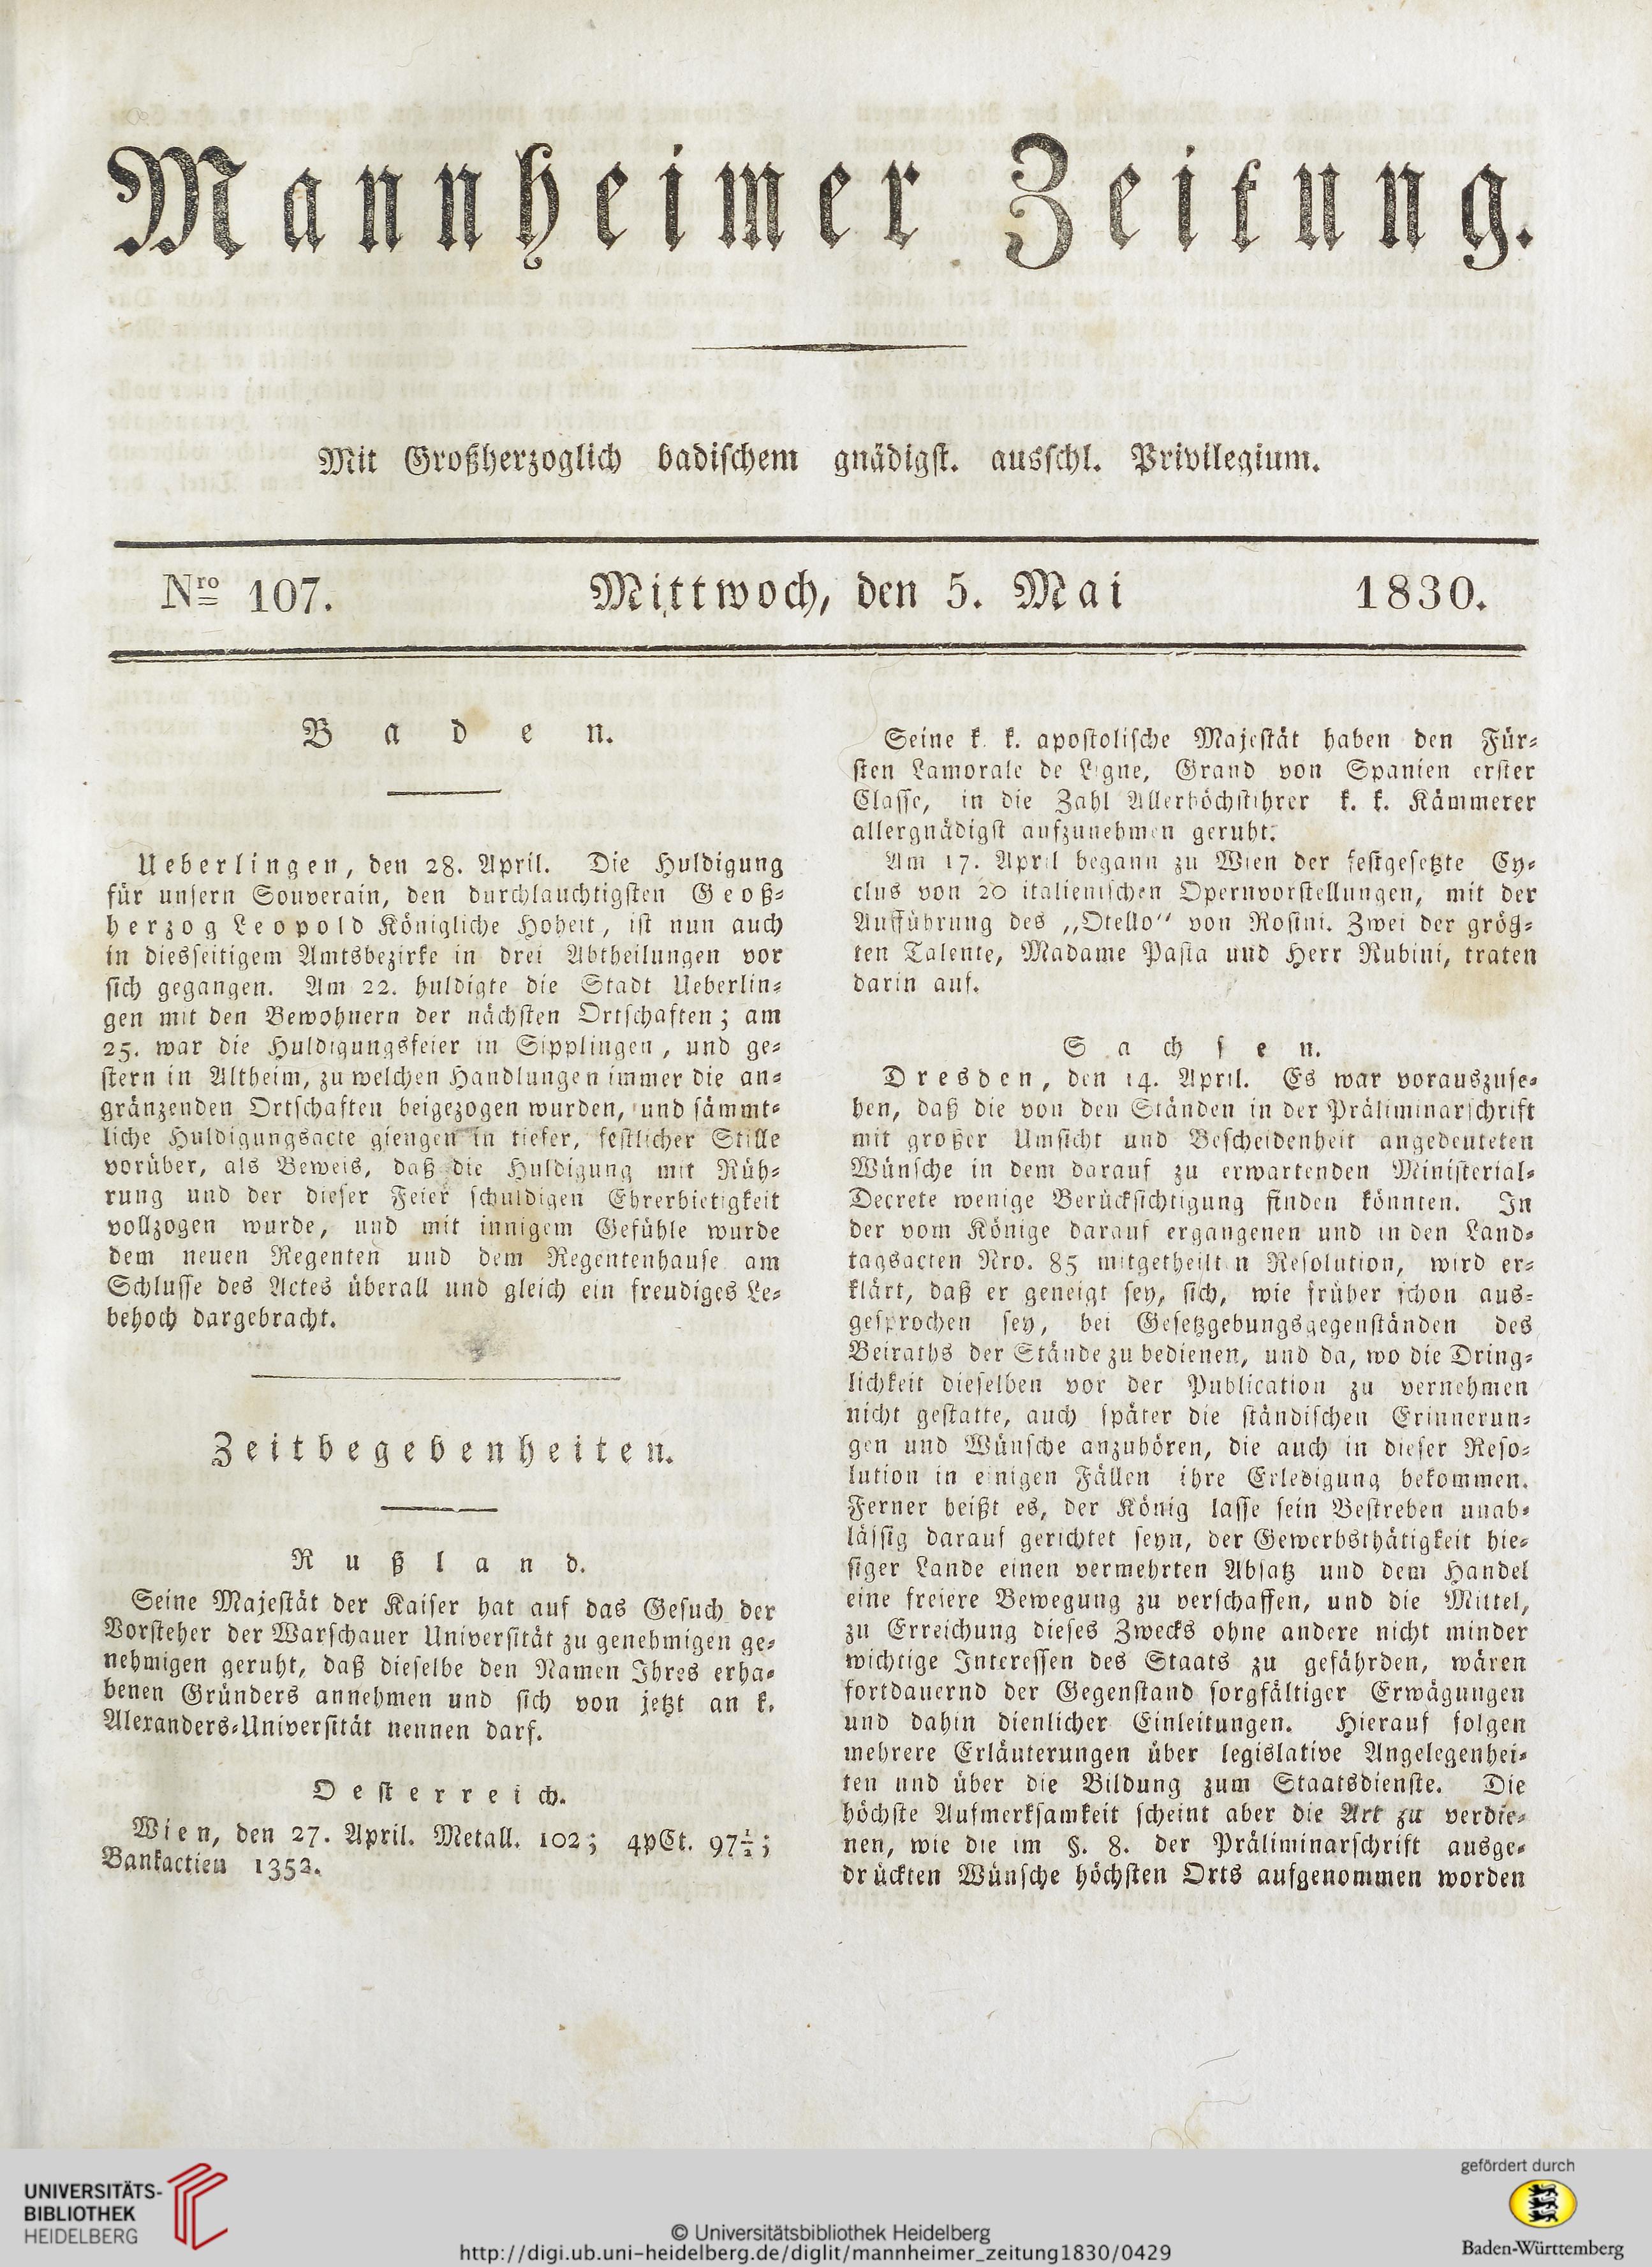 Mannheimer Zeitung.
Mit Großherzoglich badischem gnädigst. ausschl. Privilegium.
Nro 107. Mittwoch, den 5. Mai 1830.
Baden.
Ueberlingen, den 28. April. Die Huldigung
für unsern Souverain, den durchlauchtigsten Geoß-
herzog Leopold Königliche Hoheit, ist nun auch
in diesseitigem Amtsbezirke in drei Abtheilungen vor
sich gegangen. Am 22. huldigte die Stadt Ueberlin-
gen mit den Bewohnern der nächsten Ortschaften; am
25. war die Huldigungsfeier in Sipplingen, und ge-
stern in Altheim, zu welchen Handlungen immer die an-
gränzenden Ortschaften beigezogen wurden, und sämmt-
liche Huldigungsacte giengen in tiefer, festlicher Stille
vorüber, als Beweis, daß die Huldigung mit Rüh-
rung und der dieser Feier schuldigen Ehrerbietigkeit
vollzogen wurde, und mit innigem Gefühle wurde
dem neuen Regenten und dem Regentenhause am
Schlusse des Actes überall und gleich ein freudiges Le-
behoch dargebracht.
Zeitbegebenheiten.
Rußland.
Seine Majestät der Kaiser hat auf das Gesuch der
Vorsteher der Warschauer Universität zu genehmigen ge-
nehmigen geruht, daß dieselbe den Namen Ihres erha-
benen Gründers annehmen und sich von jetzt an k.
Alexanders-Universität nennen darf.
Oesterreich.
Wien, den 27. April. Metall. 102; 4pCt. 97½;
Bankactien 1352.
Seine k. k. apostolische Majestät haben den Für-
sten Lamorale de Ligne, Grand von Spanien erster
Classe, in die Zahl Allerhöchstihrer k. k. Kämmerer
allergnädigst aufzunehmen geruht.
Am 17. April begann zu Wien der festgesetzte Cy-
clus von 20 italienischen Opernvorstellungen, mit der
Aufführung des „Otello“ von Rosini. Zwei der größ-
ten Talente, Madame Pasta und Herr Rubini, traten
darin auf.
Sachsen.
Dresden, den 14. April. Es war vorauszuse-
hen, daß die von den Ständen in der Präliminarschrift
mit großer Umsicht und Bescheidenheit angedeuteten
Wünsche in dem darauf zu erwartenden Ministerial-
Decrete wenige Berücksichtigung finden könnten. In
der vom Könige darauf ergangenen und in den Land-
tagsacten Nro. 85 mitgetheilten Resolution, wird er-
klärt, daß er geneigt sey, sich, wie früher schon aus-
gesprochen sey, bei Gesetzgebungsgegenständen des
Beiraths der Stände zu bedienen, und da, wo die Dring-
lichkeit dieselben vor der Publication zu vernehmen
nicht gestatte, auch später die ständischen Erinnerun-
gen und Wünsche anzuhören, die auch in dieser Reso-
lution in einigen Fällen ihre Erledigung bekommen.
Ferner heißt es, der König lasse sein Bestreben unab-
lässig darauf gerichtet seyn, der Gewerbsthätigkeit hie-
siger Lande einen vermehrten Absatz und dem Handel
eine freiere Bewegung zu verschaffen, und die Mittel,
zu Erreichung dieses Zwecks ohne andere nicht minder
wichtige Interessen des Staats zu gefährden, wären
fortdauernd der Gegenstand sorgfältiger Erwägungen
und dahin dienlicher Einleitungen. Hierauf folgen
mehrere Erläuterungen über legislative Angelegenhei-
ten und über die Bildung zum Staatsdienste. Die
höchste Aufmerksamkeit scheint aber die Art zu verdie-
nen, wie die im §. 8. der Präliminarschrift ausge-
drückten Wünsche höchsten Orts aufgenommen worden
UNIVERSITÄTS-
BIBLIOTHEK
HEIDELBERG
© Universitätsbibliothek Heidelberg
http://digi.ub.uni-heidelberg.de/diglit/mannheimer_zeitung1830/0429
gefördert durch
Baden-Württemberg